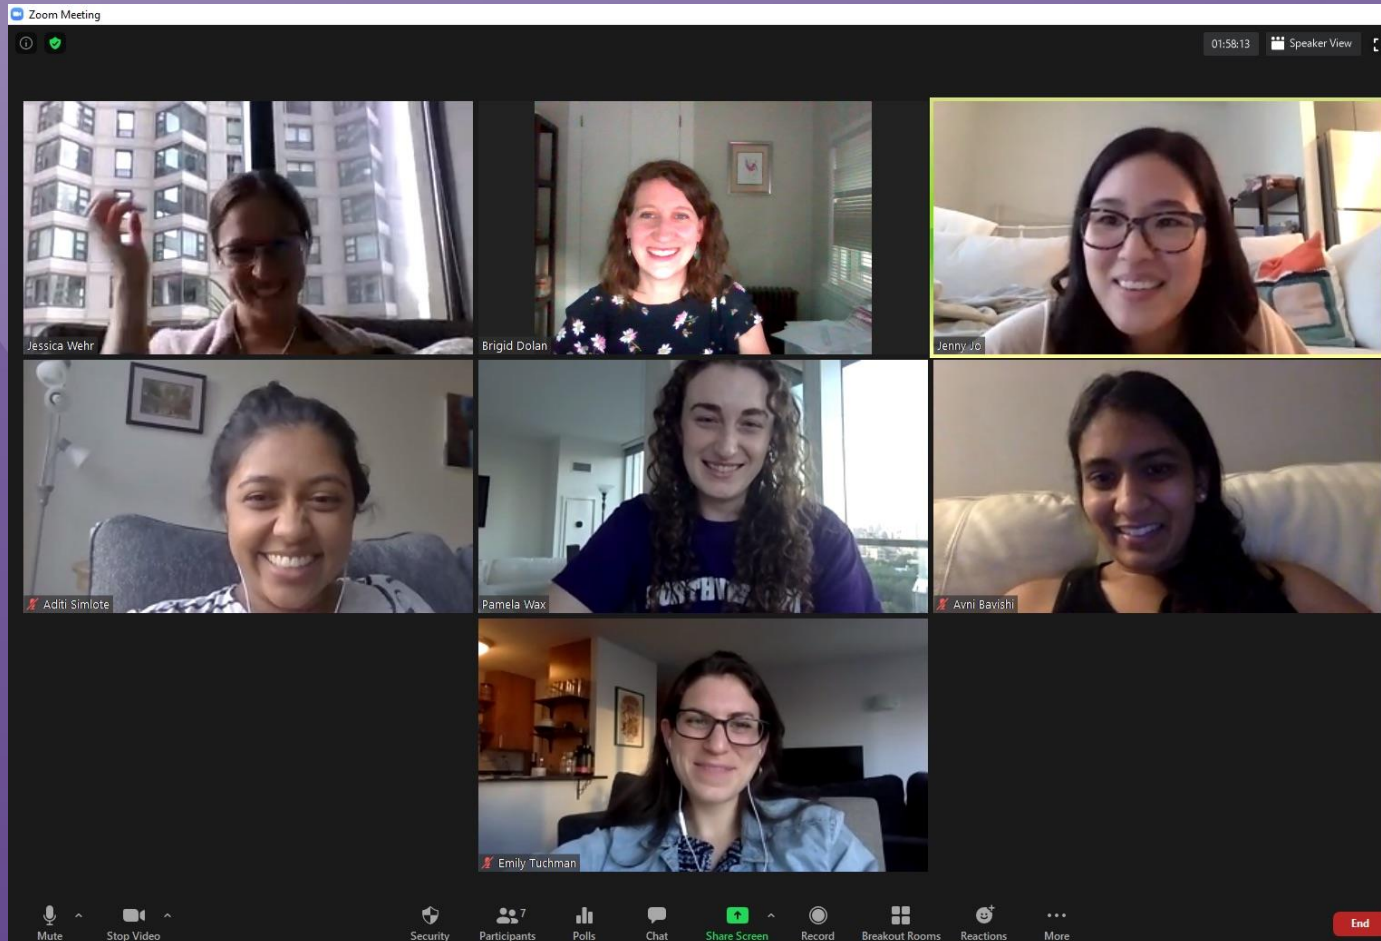 Zoom Meeting
01:58:13
Speaker View
Jessica Wehr
Brigid Dolan
Jenny Jo
Aditi Simlote
Pamela Wax
Avni Bavishi
Emily Tuchman
Mute
Stop Video
Security
7
Participants
Polls
Chat
Share Screen
Record
Breakout Rooms
Reactions
More
End